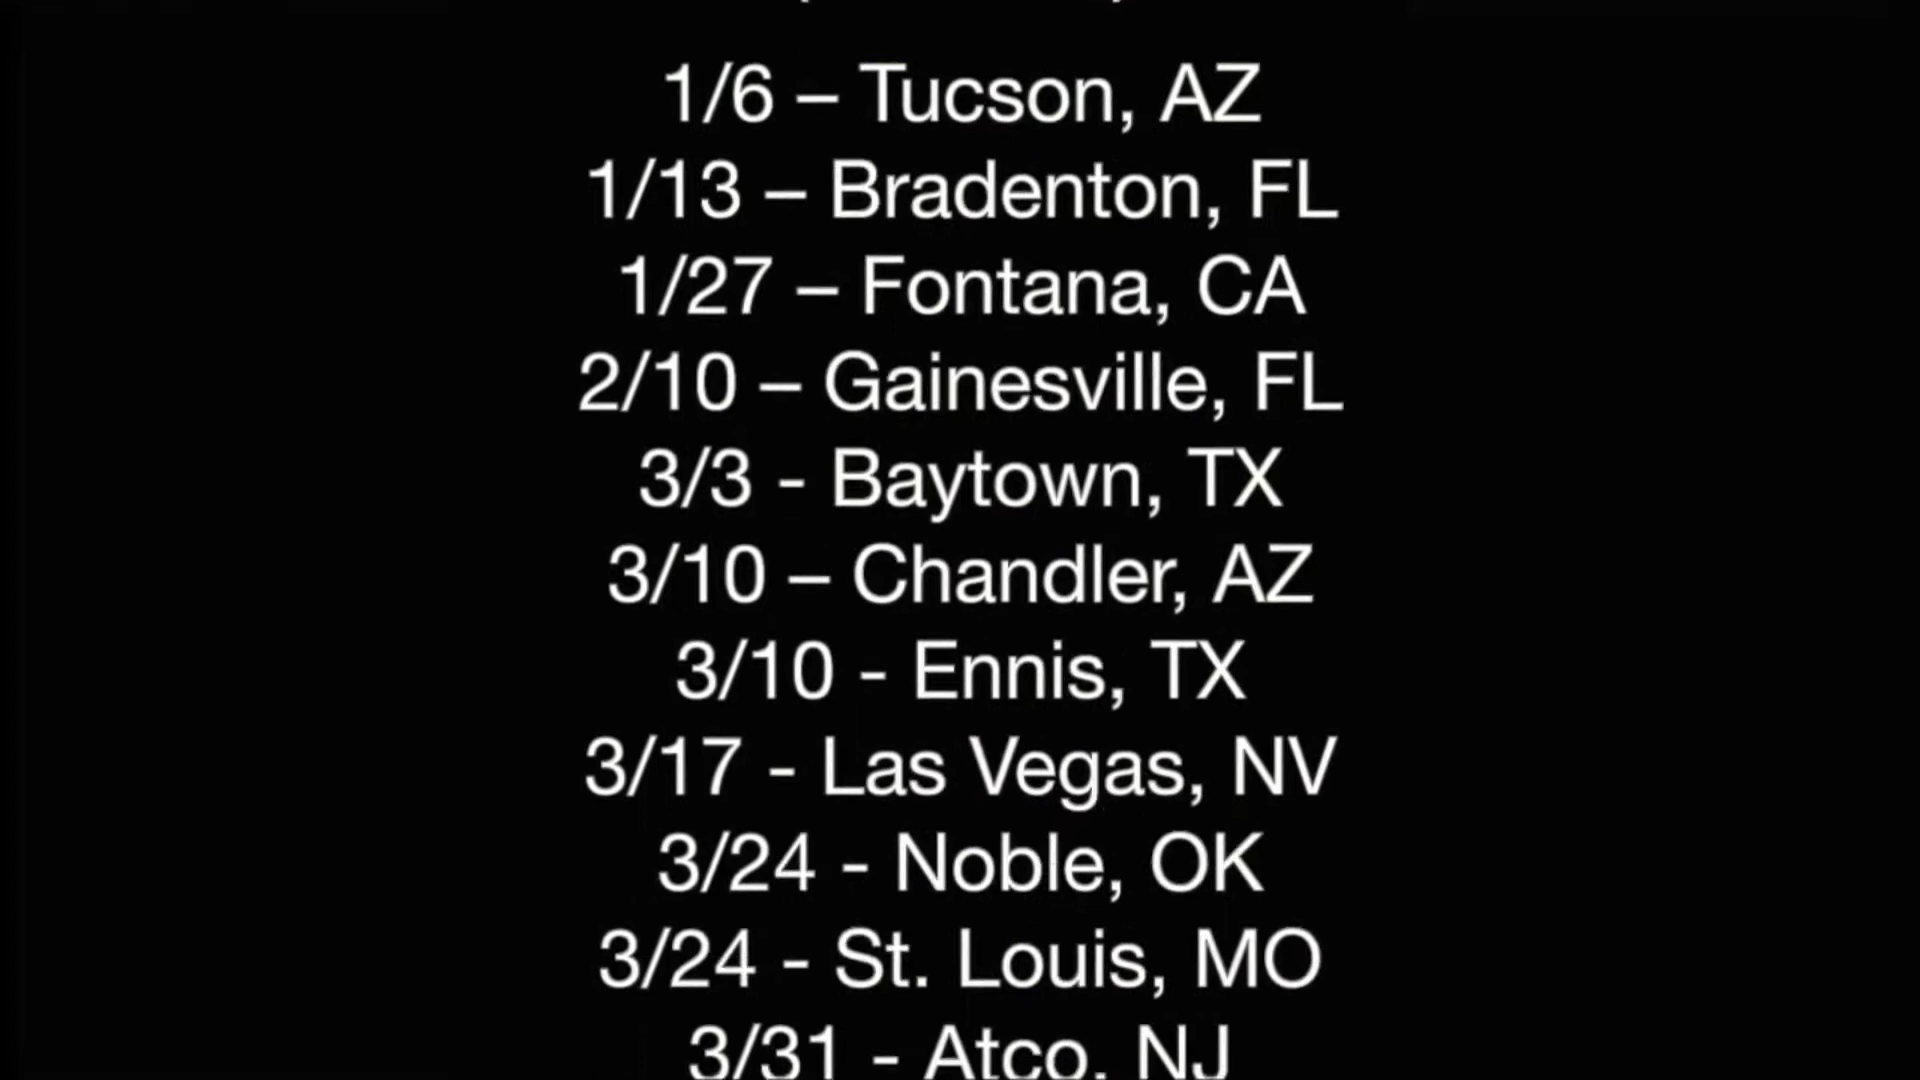 1/6 – Tucson, AZ
1/13 – Bradenton, FL
1/27 – Fontana, CA
2/10 – Gainesville, FL
3/3 - Baytown, TX
3/10 – Chandler, AZ
3/10 - Ennis, TX
3/17 - Las Vegas, NV
3/24 - Noble, OK
3/24 - St. Louis, MO
3/31 - Atco, NJ